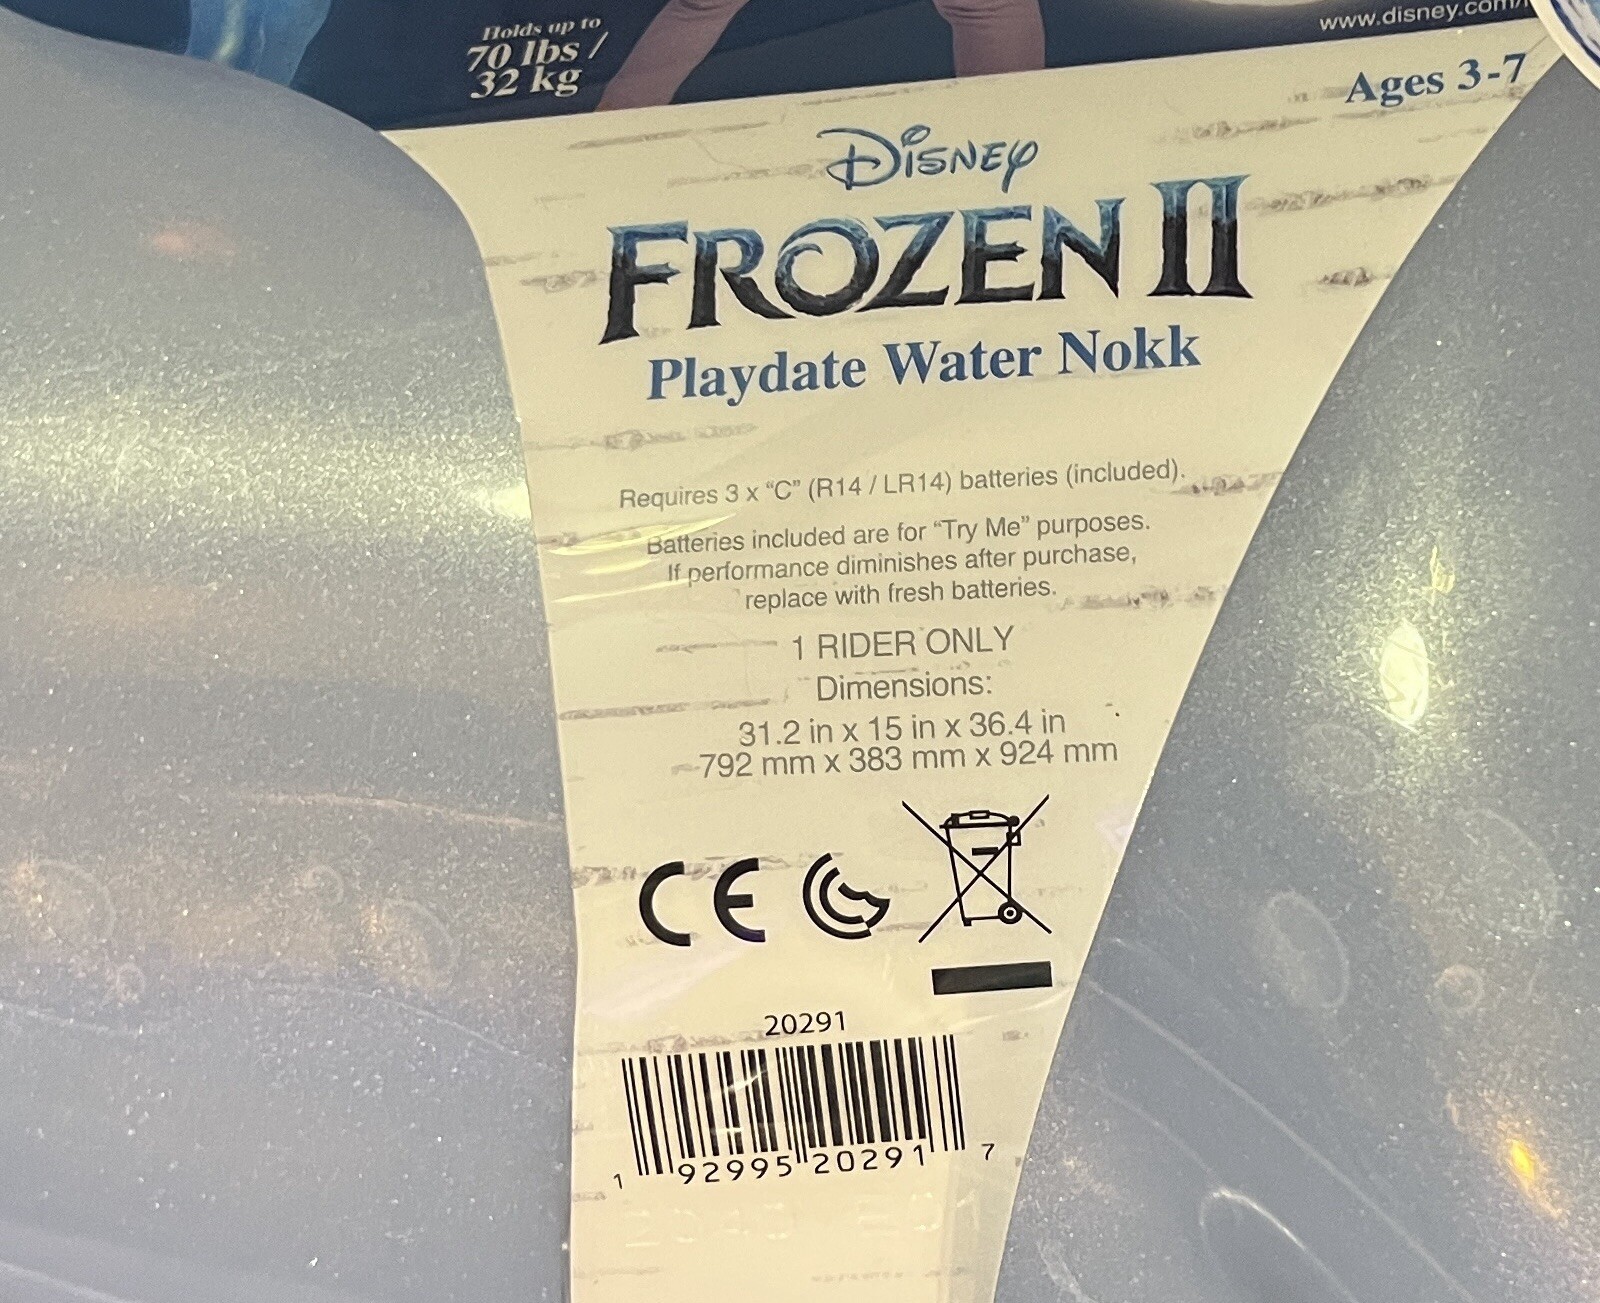 Holds up to
70 lbs /
32 kg
www.disney.com/
Ages 3-7
Disney
FROZEN II
Playdate Water Nokk
Requires 3 x “C” (R14 / LR14) batteries (included).
Batteries included are for “Try Me” purposes.
If performance diminishes after purchase,
replace with fresh batteries.
1 RIDER ONLY
Dimensions:
31.2 in x 15 in x 36.4 in
792 mm x 383 mm x 924 mm
CE
20291
1 92995 20291 7